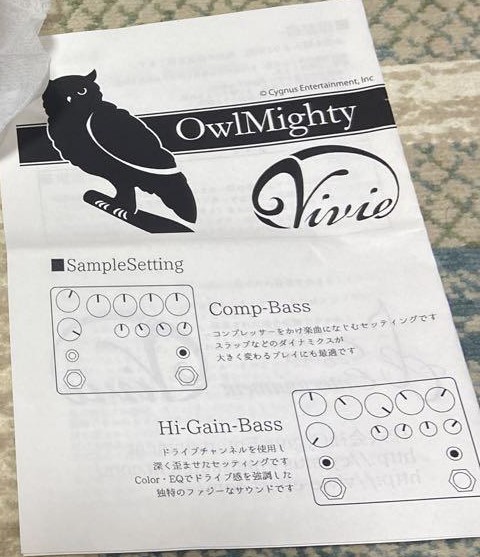 © Cygnus Entertainment, Inc
OwlMighty
Vivie
■SampleSetting
Comp-Bass
コンプレッサーをかけ楽曲になじむセッティングです
スラップなどのダイナミクスが
大きく変わるプレイにも最適です
Hi-Gain-Bass
ドライブチャンネルを使用し
深く歪ませたセッティングです
Color・EQでドライブ感を強調した
独特のファジーなサウンドです